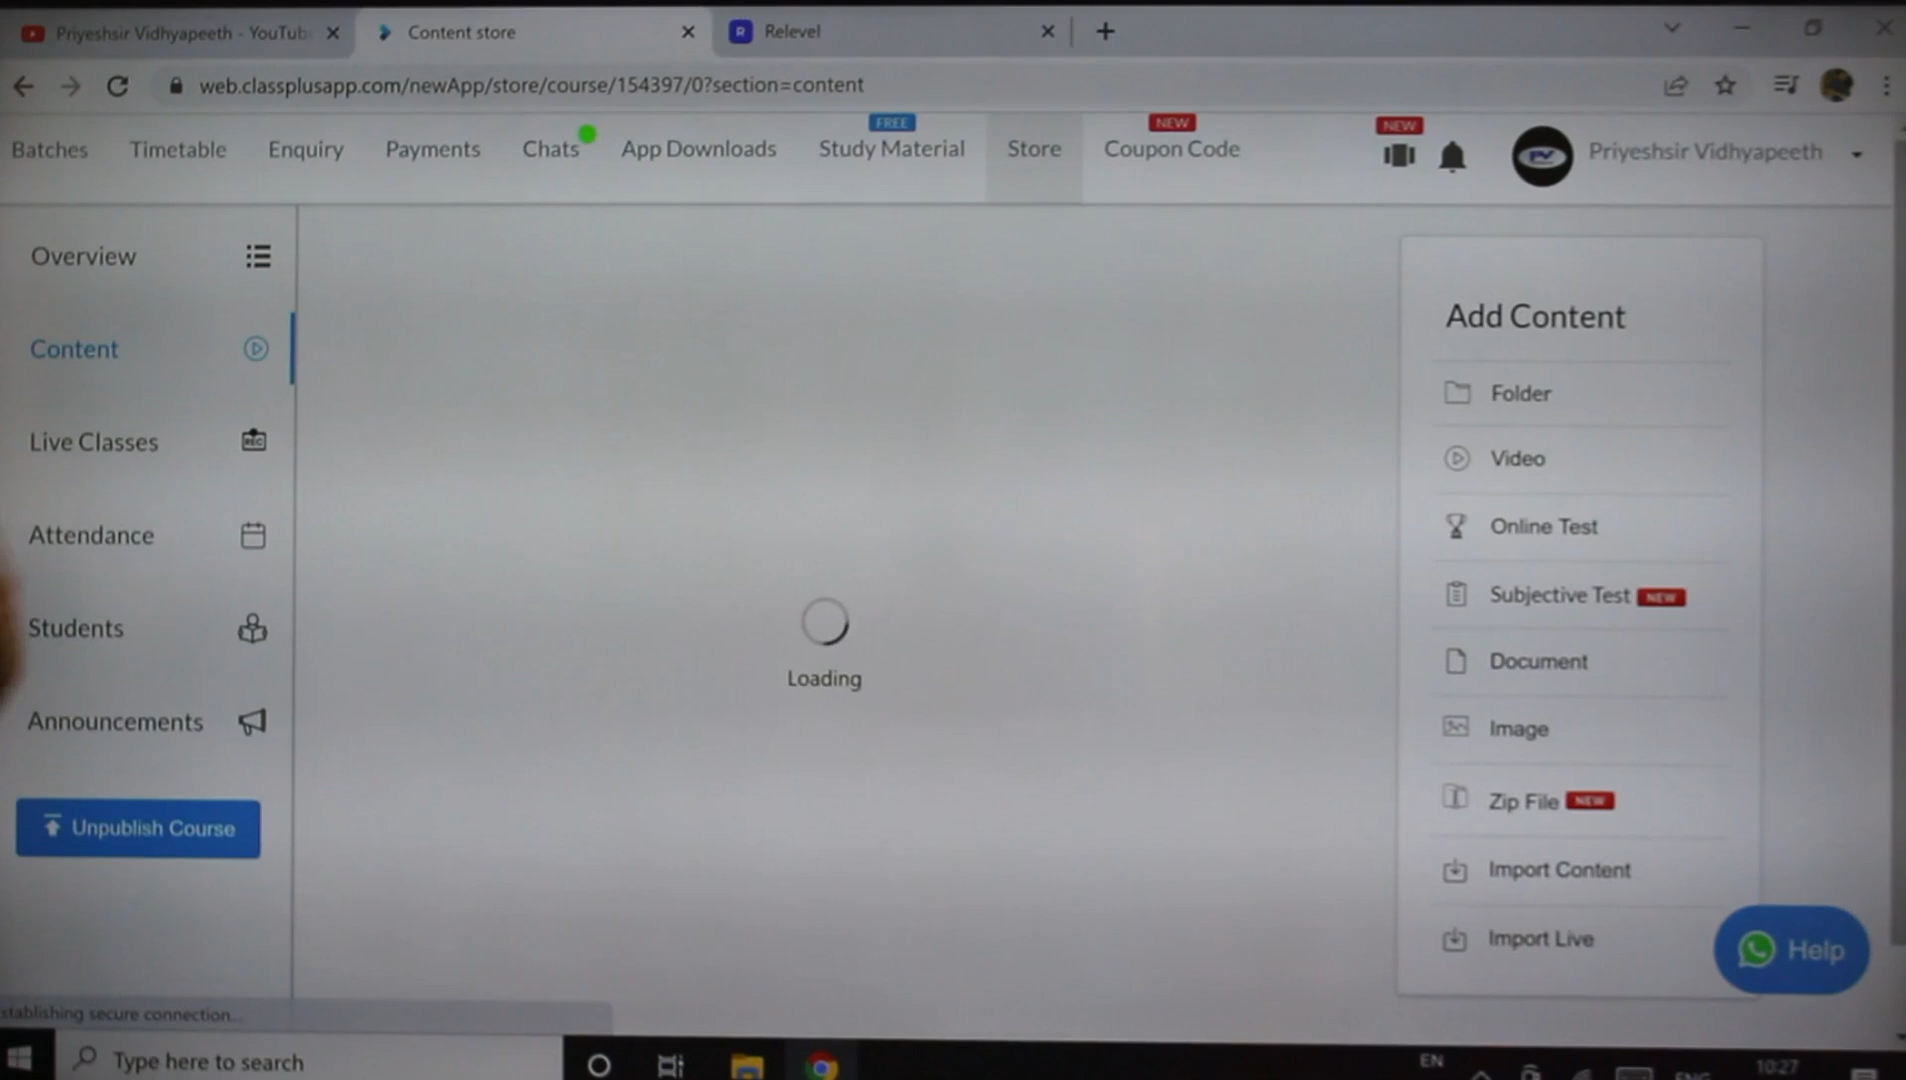 Priyeshsir Vidhyapeeth - YouTub
Content store
Relevel
web.classplusapp.com/newApp/store/course/154397/0?section=content
Batches
Timetable
Enquiry
Payments
Chats
App Downloads
FREE
Study Material
Store
NEW
Coupon Code
NEW
PV
Priyeshsir Vidhyapeeth
Overview
Content
Live Classes
REC
Attendance
Students
Announcements
Unpublish Course
Loading
Add Content
Folder
Video
Online Test
Subjective Test NEW
Document
Image
Zip File NEW
Import Content
Import Live
Help
stablishing secure connection...
Type here to search
EN
ENG
10:27